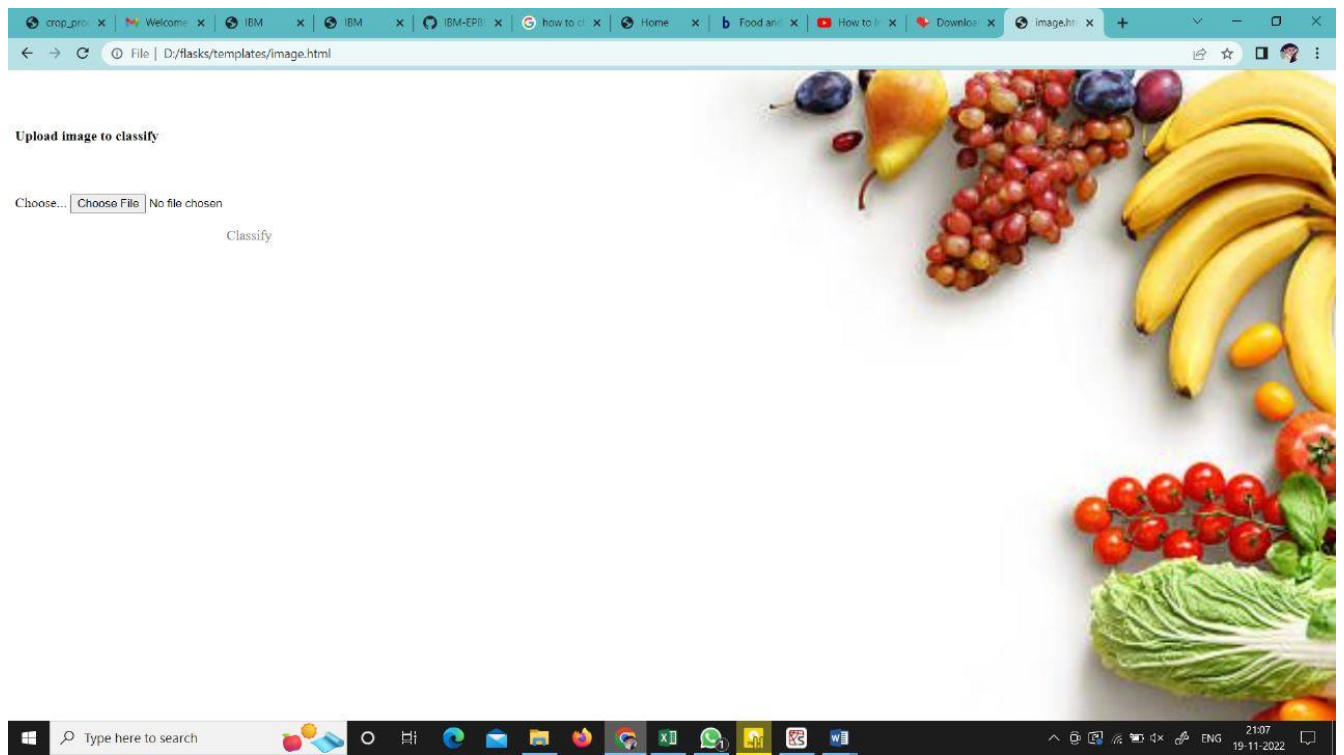 crop_pro Welcome IBM IBM IBM-EPB how to cl Home Food and How to In Downloa image.ht
File | D:/flasks/templates/image.html
Upload image to classify
Choose... Choose File No file chosen
Classify
Type here to search
ENG
21:07
19-11-2022